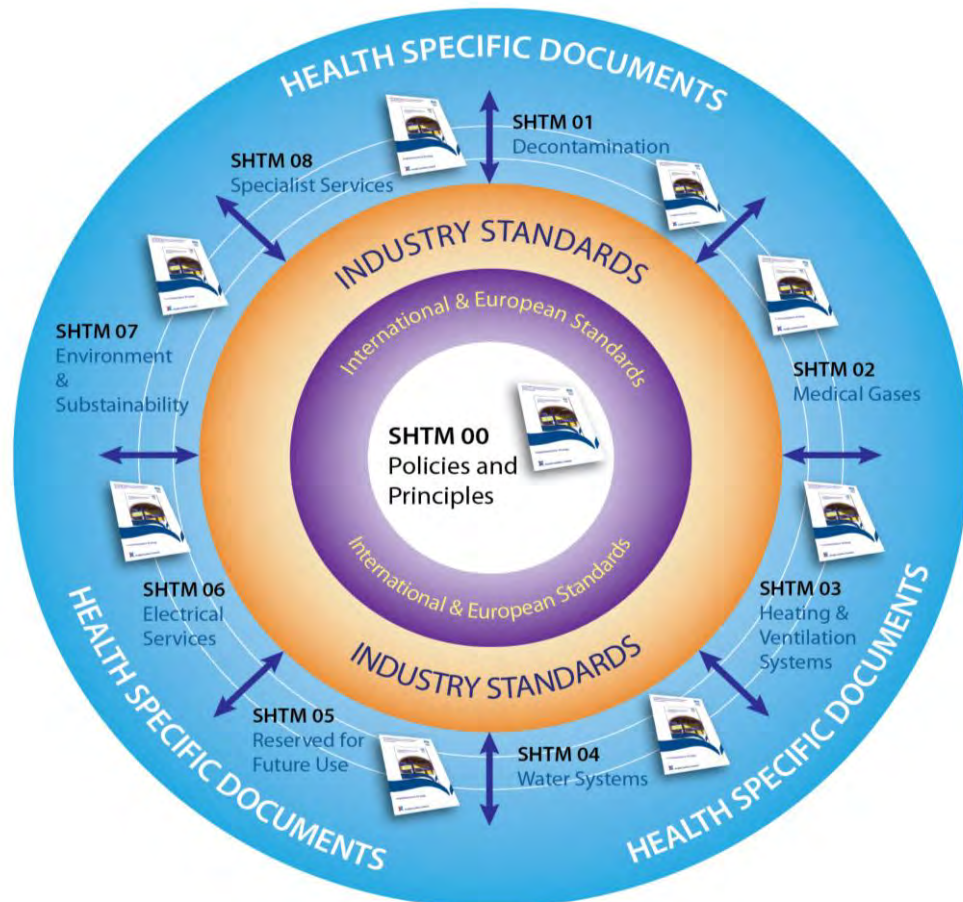 HEALTH SPECIFIC DOCUMENTS
SHTM 01
Decontamination
SHTM 08
Specialist Services
SHTM 07
Environment
&
Substainability
SHTM 02
Medical Gases
INDUSTRY STANDARDS
International & European Standards
SHTM 00
Policies and
Principles
International & European Standards
INDUSTRY STANDARDS
SHTM 06
Electrical
Services
SHTM 03
Heating &
Ventilation
Systems
SHTM 05
Reserved for
Future Use
SHTM 04
Water Systems
HEALTH SPECIFIC DOCUMENTS
HEALTH SPECIFIC DOCUMENTS